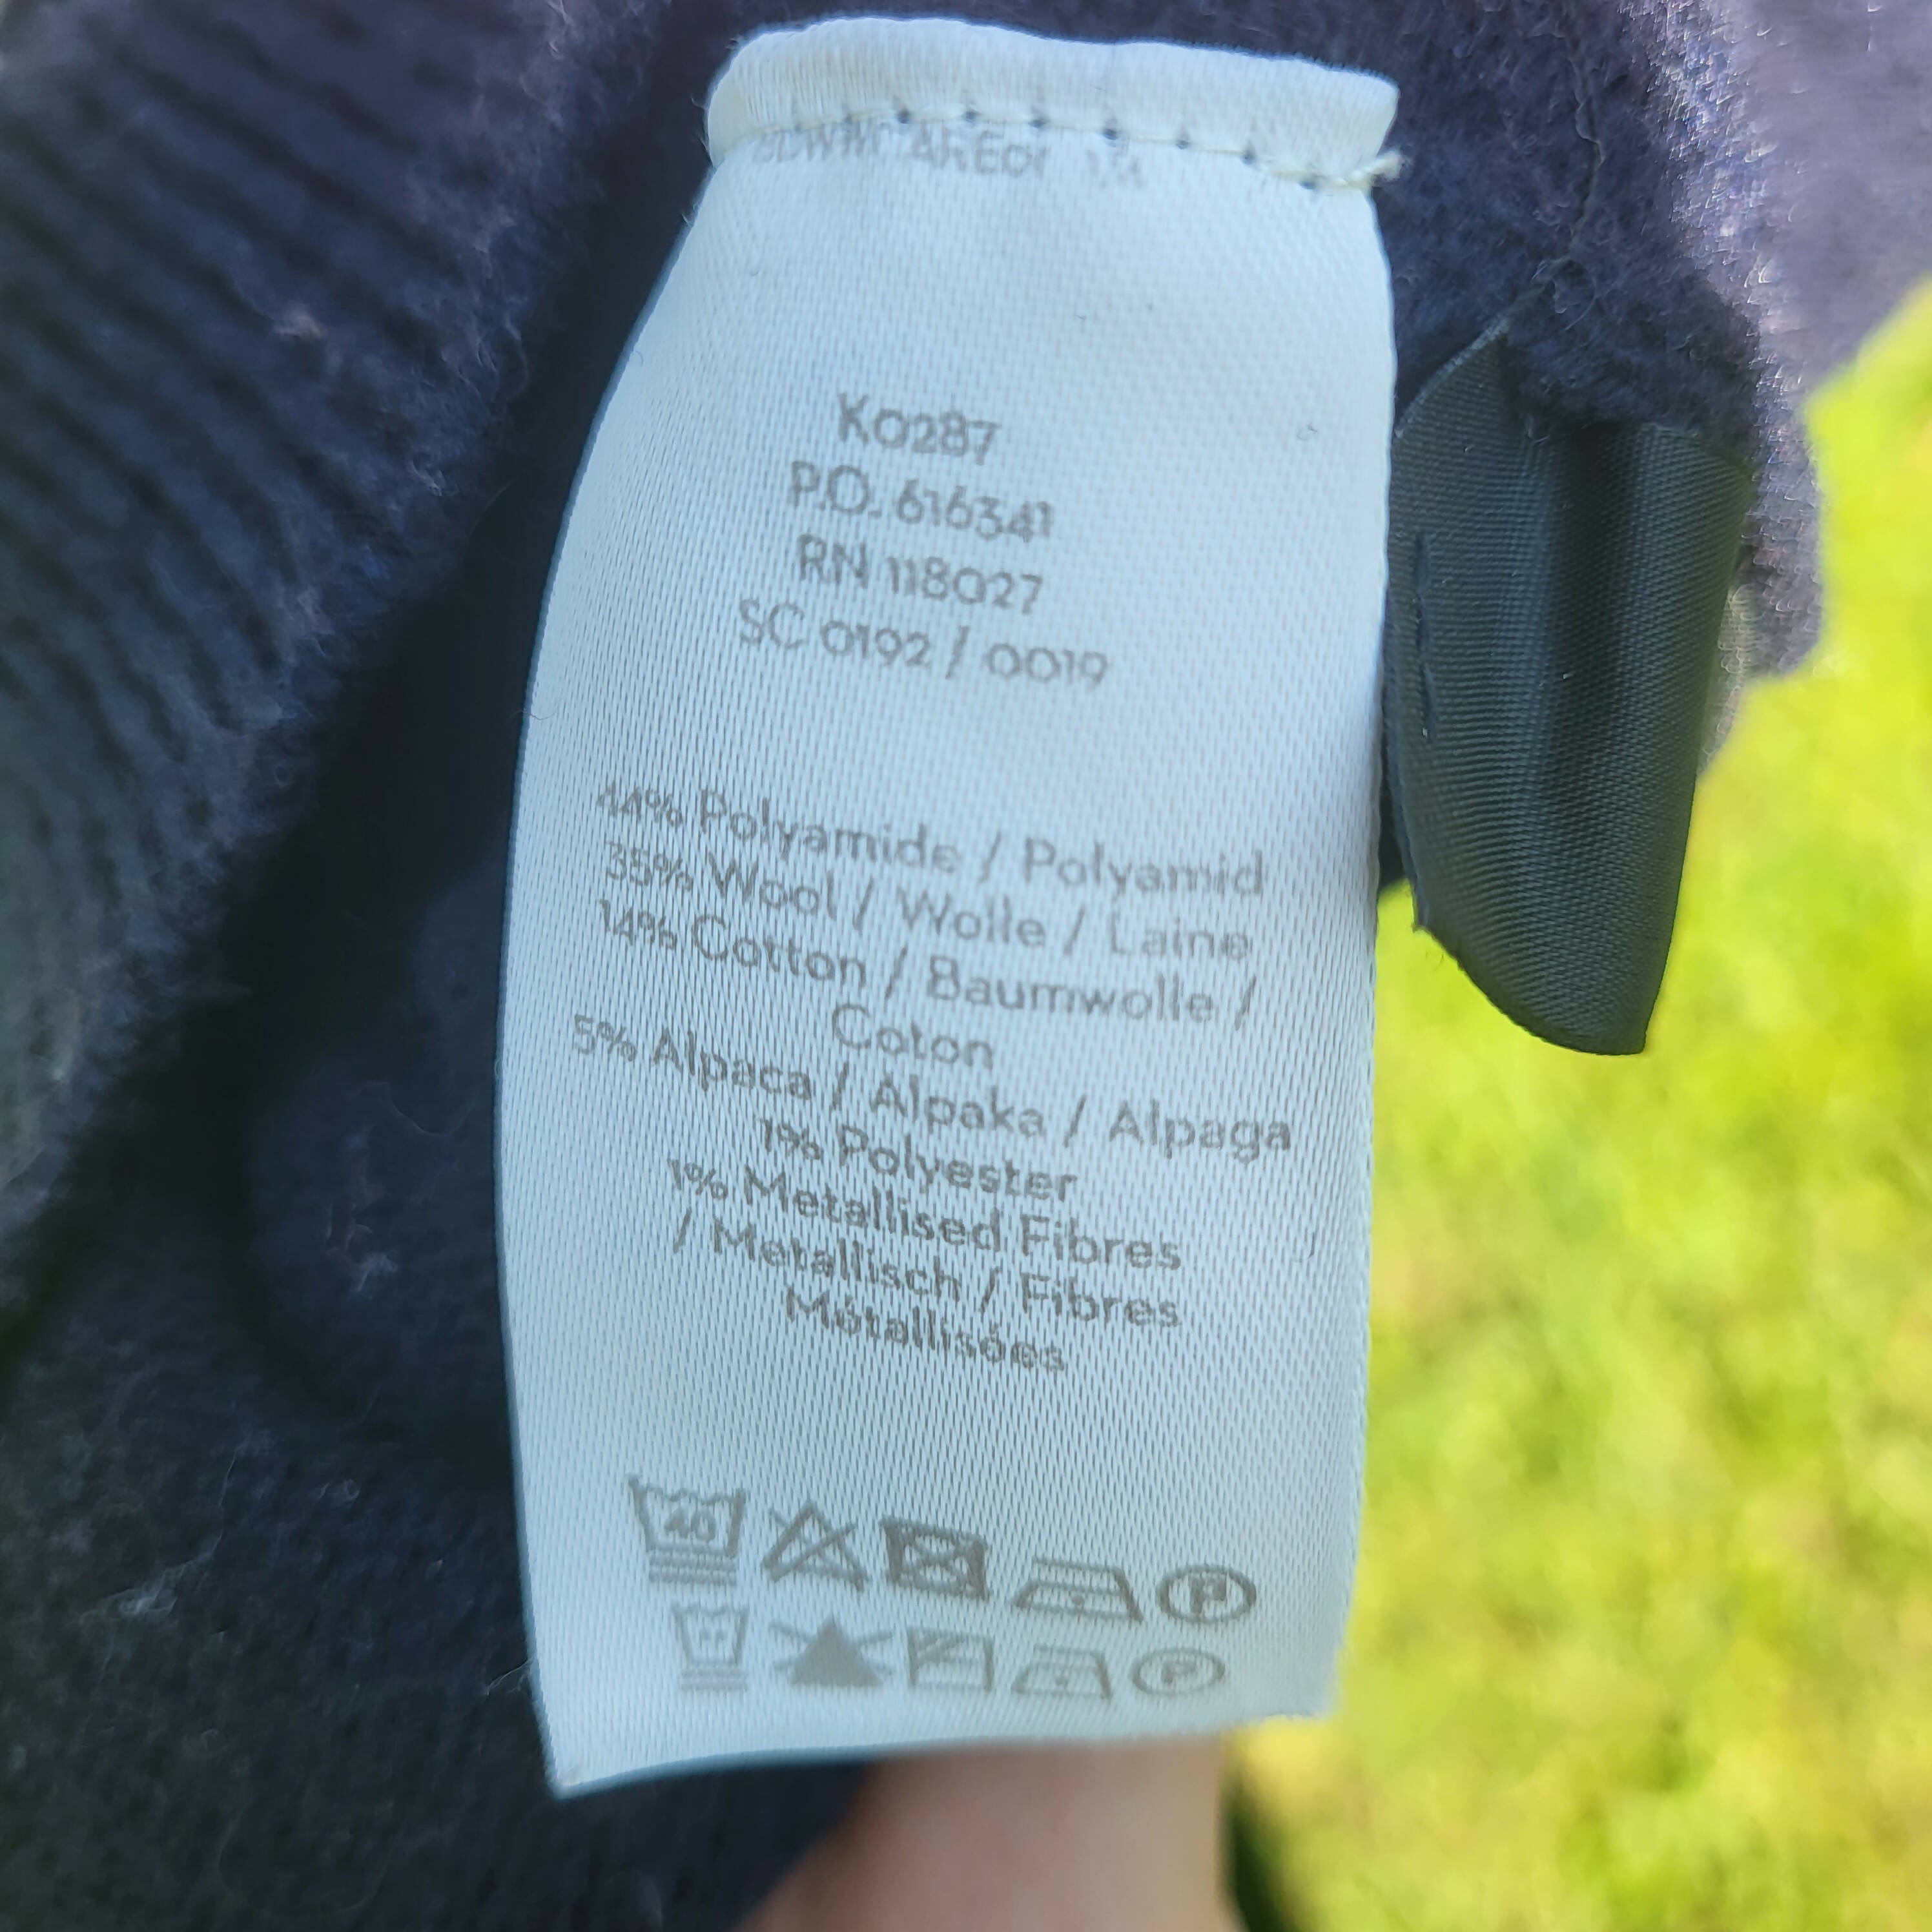 K0287
P.O. 616341
RN 118027
SC 0192 / 0019
44% Polyamide / Polyamid
35% Wool / Wolle / Laine
14% Cotton / Baumwolle /
Coton
5% Alpaca / Alpaka / Alpaga
1% Polyester
1% Metallised Fibres
/ Metallisch / Fibres
Métallisées
40
P
P